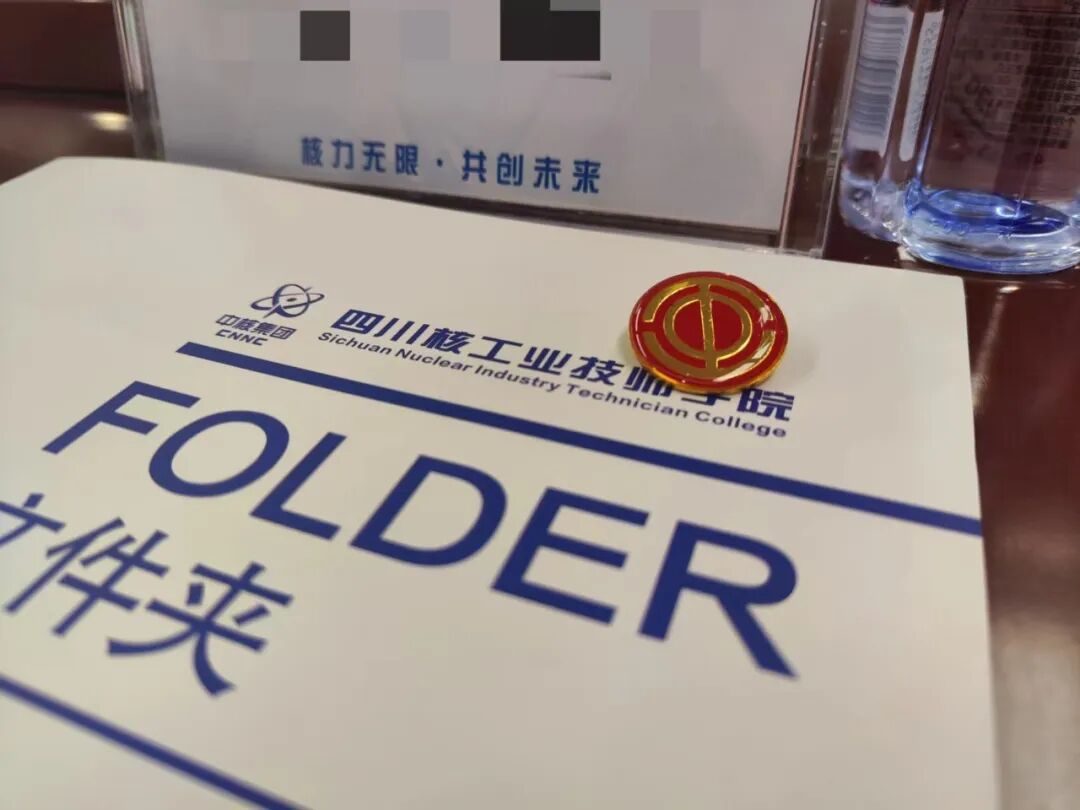 核力无限·共创未来
中核集团
CNNC
四川核工业技师学院
Sichuan Nuclear Industry Technician College
FOLDER
文件夹